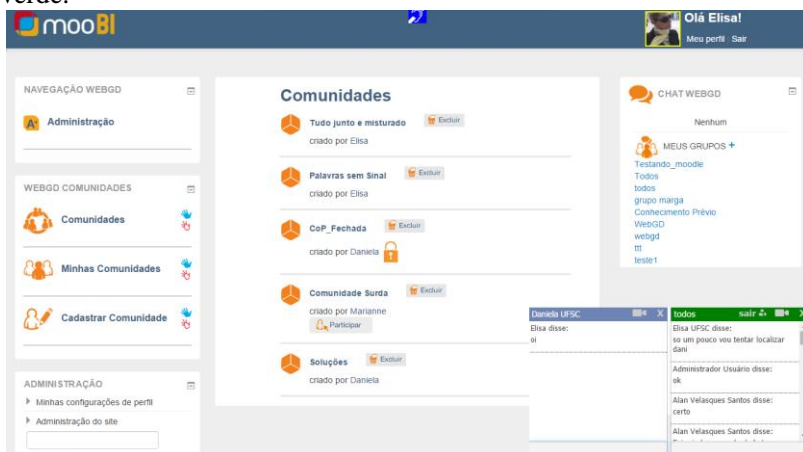 verde.
mooBI
Olá Elisa!
Meu perfil Sair
NAVEGAÇÃO WEBGD
Administração
WEBGD COMUNIDADES
Comunidades
Minhas Comunidades
Cadastrar Comunidade
ADMINISTRAÇÃO
Minhas configurações de perfil
Administração do site
Comunidades
Tudo junto e misturado Excluir
criado por Elisa
Palavras sem Sinal Excluir
criado por Elisa
CoP_Fechada Excluir
criado por Daniela
Comunidade Surda Excluir
criado por Marianne
Participar
Soluções Excluir
criado por Daniela
CHAT WEBGD
Nenhum
MEUS GRUPOS +
Testando_moodle
Todos
todos
grupo marga
Conhecimento Prévio
WebGD
webgd
ttt
teste1
Daniela UFSC X
Elisa disse:
oi
todos sair X
Elisa UFSC disse:
so um pouco vou tentar localizar
dani
Administrador Usuário disse:
ok
Alan Velasques Santos disse:
certo
Alan Velasques Santos disse: